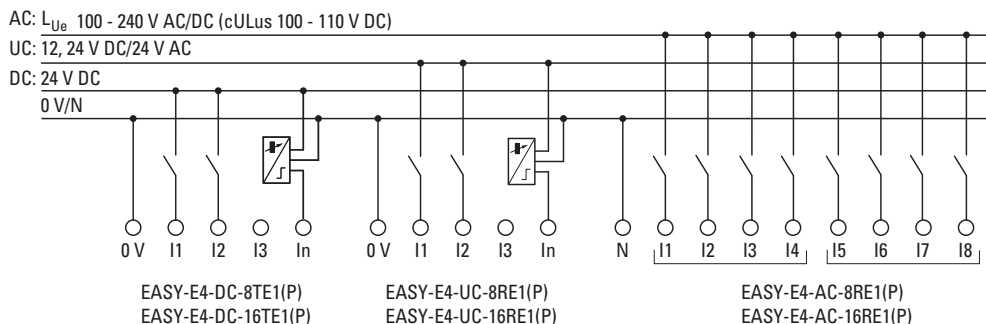 AC: L_Ue 100 - 240 V AC/DC (cULus 100 - 110 V DC)
UC: 12, 24 V DC/24 V AC
DC: 24 V DC
0 V/N
0 V I1 I2 I3 In 0 V I1 I2 I3 In N I1 I2 I3 I4 I5 I6 I7 I8
EASY-E4-DC-8TE1(P) EASY-E4-UC-8RE1(P) EASY-E4-AC-8RE1(P)
EASY-E4-DC-16TE1(P) EASY-E4-UC-16RE1(P) EASY-E4-AC-16RE1(P)